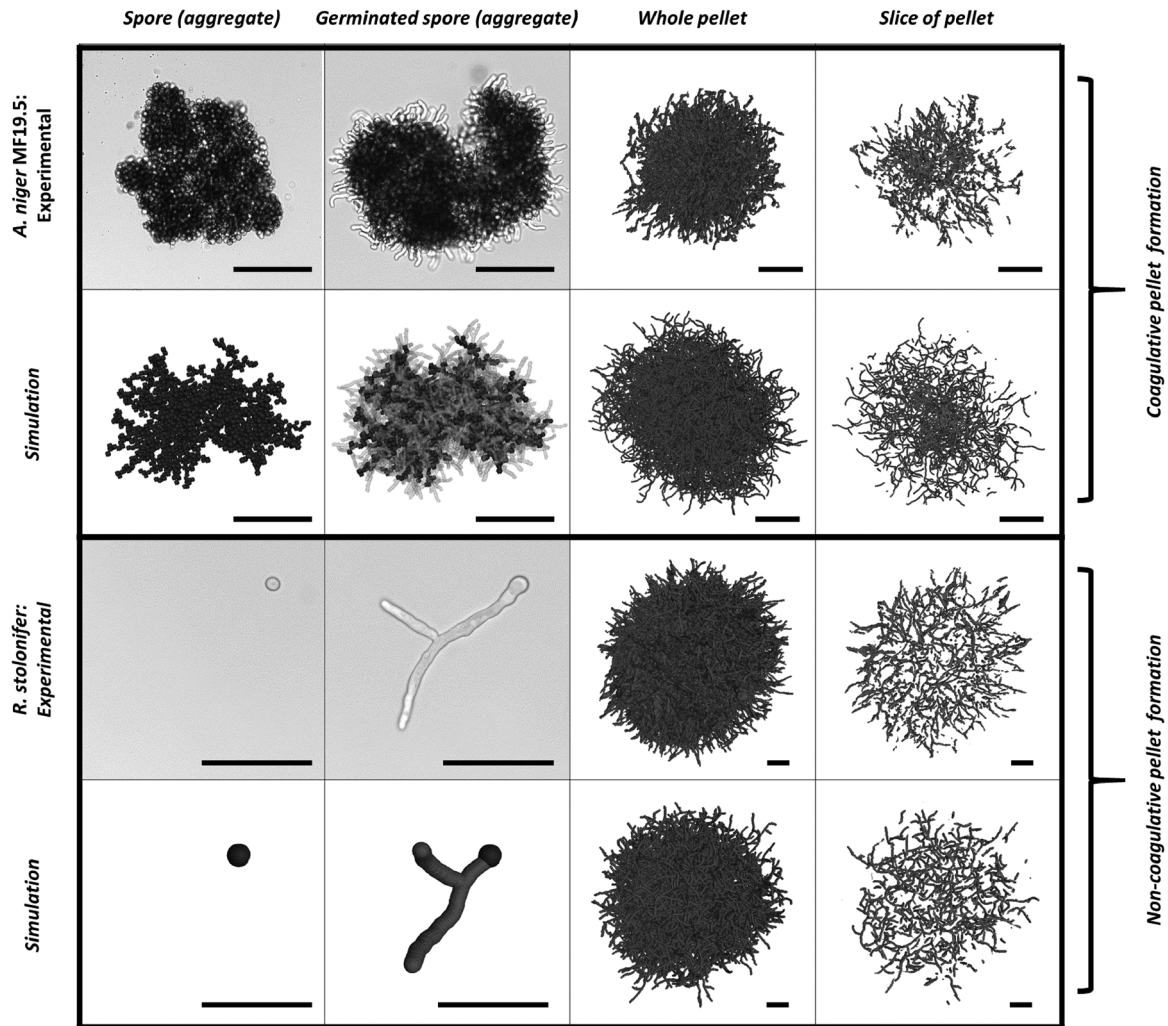 Spore (aggregate)
Germinated spore (aggregate)
Whole pellet
Slice of pellet
A. niger MF19.5:
Experimental
Simulation
Coagulative pellet formation
R. stolonifer:
Experimental
Simulation
Non-coagulative pellet formation